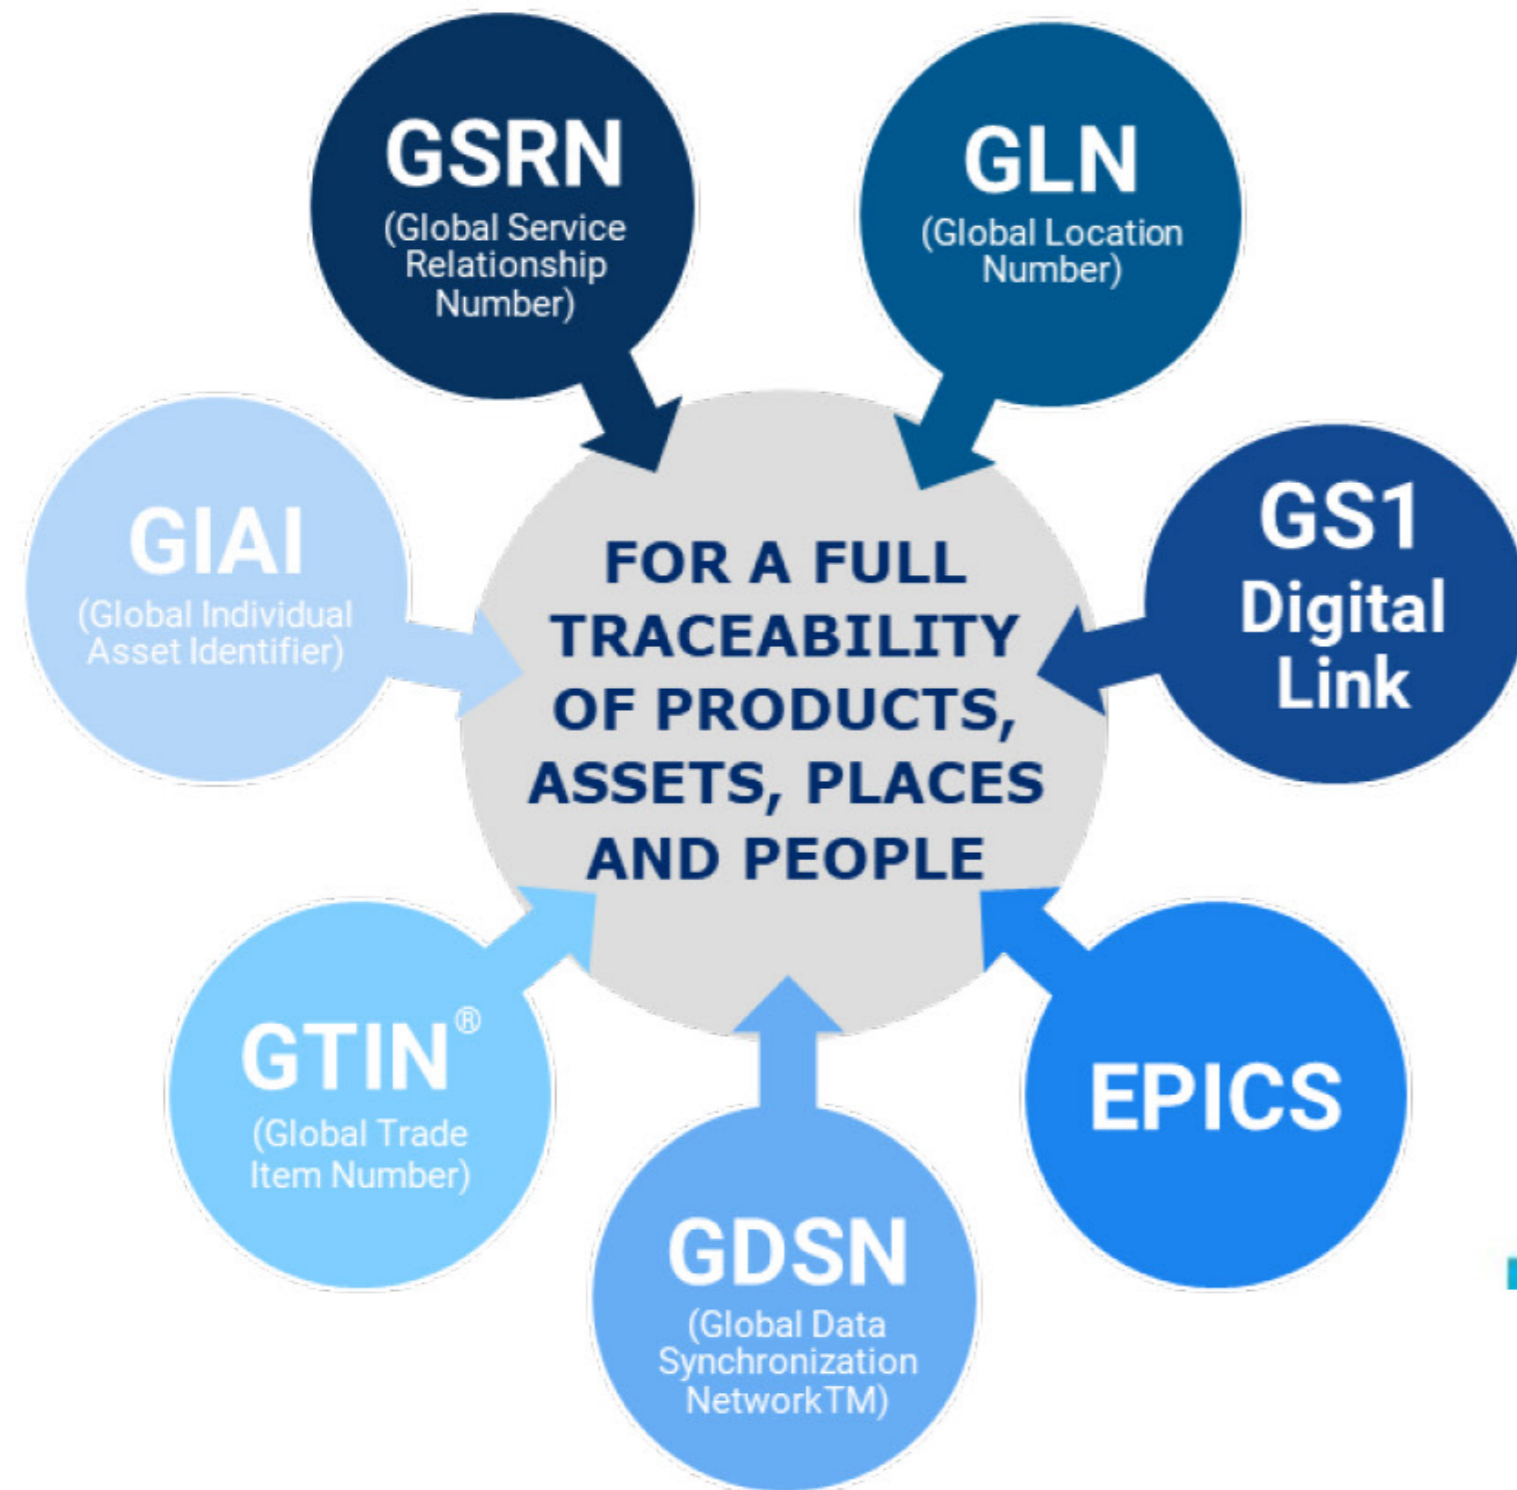 GSRN
(Global Service
Relationship
Number)
GLN
(Global Location
Number)
GIAI
(Global Individual
Asset Identifier)
GS1
Digital
Link
FOR A FULL
TRACEABILITY
OF PRODUCTS,
ASSETS, PLACES
AND PEOPLE
GTIN®
(Global Trade
Item Number)
EPICS
GDSN
(Global Data
Synchronization
NetworkTM)